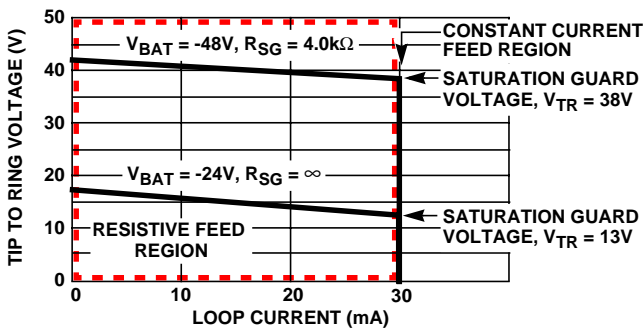 TIP TO RING VOLTAGE (V)
50
40
30
20
10
0
V_BAT = -48V, R_SG = 4.0kΩ
CONSTANT CURRENT
FEED REGION
SATURATION GUARD
VOLTAGE, V_TR = 38V
V_BAT = -24V, R_SG = ∞
SATURATION GUARD
VOLTAGE, V_TR = 13V
RESISTIVE FEED
REGION
0 10 20 30
LOOP CURRENT (mA)